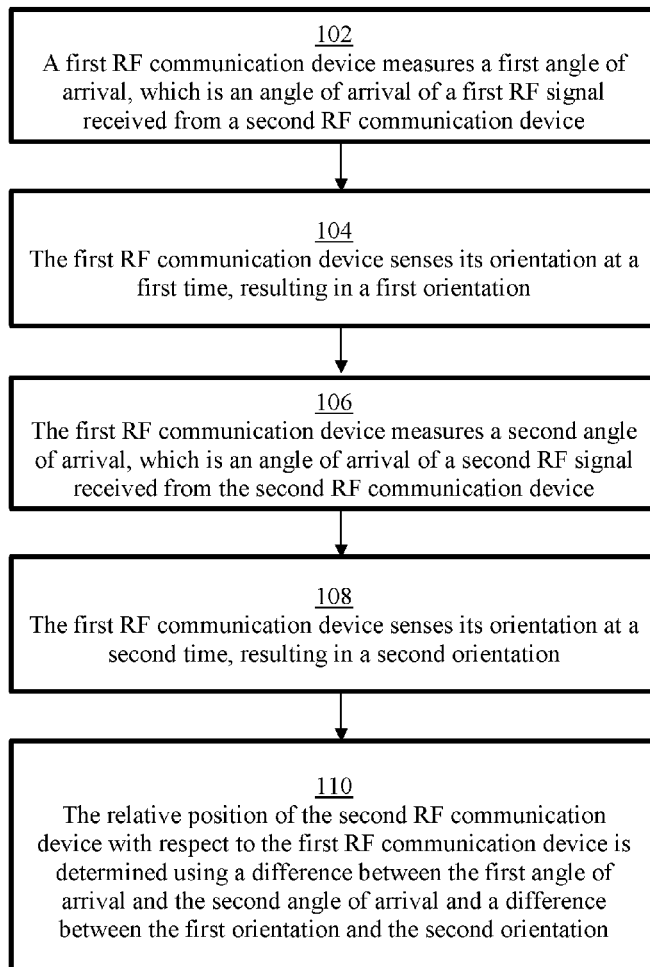 102
A first RF communication device measures a first angle of
arrival, which is an angle of arrival of a first RF signal
received from a second RF communication device
104
The first RF communication device senses its orientation at a
first time, resulting in a first orientation
106
The first RF communication device measures a second angle
of arrival, which is an angle of arrival of a second RF signal
received from the second RF communication device
108
The first RF communication device senses its orientation at a
second time, resulting in a second orientation
110
The relative position of the second RF communication
device with respect to the first RF communication device is
determined using a difference between the first angle of
arrival and the second angle of arrival and a difference
between the first orientation and the second orientation